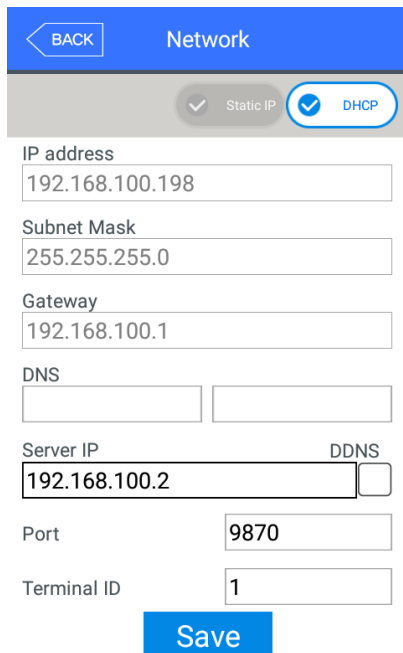 BACK Network
Static IP DHCP
IP address
192.168.100.198
Subnet Mask
255.255.255.0
Gateway
192.168.100.1
DNS
Server IP DDNS
192.168.100.2
Port 9870
Terminal ID 1
Save